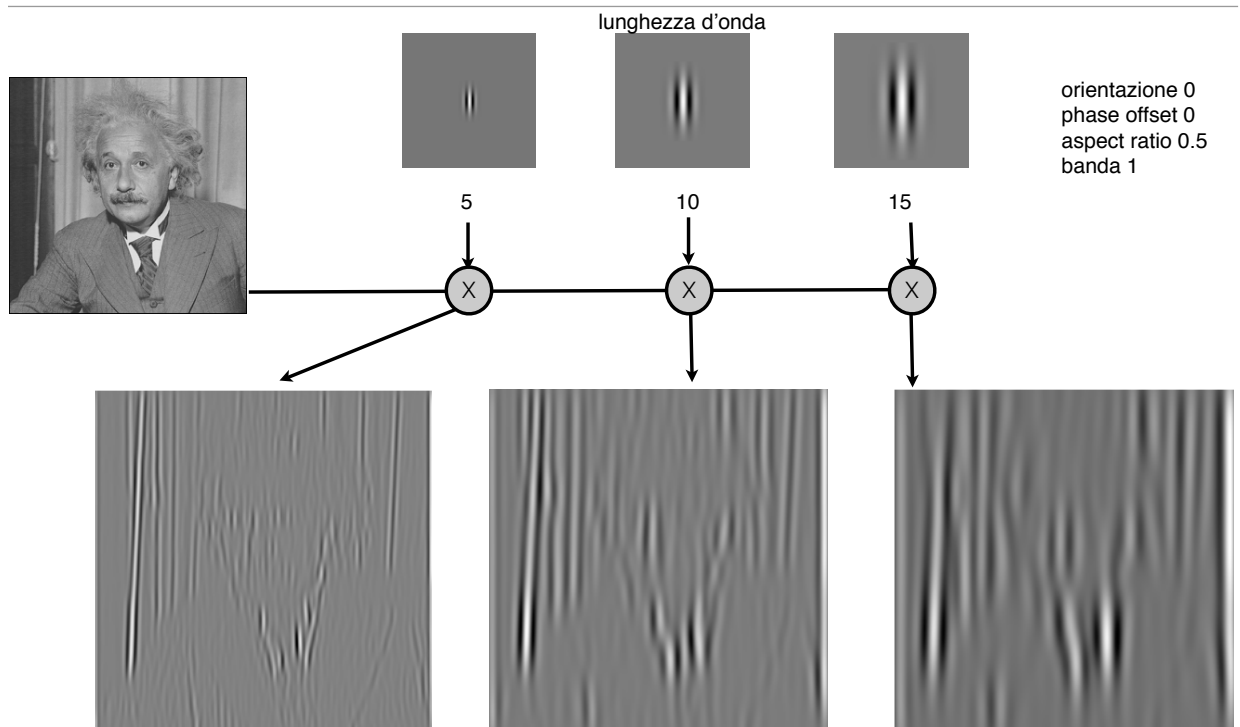 lunghezza d'onda
orientazione 0
phase offset 0
aspect ratio 0.5
banda 1
5
10
15
X
X
X